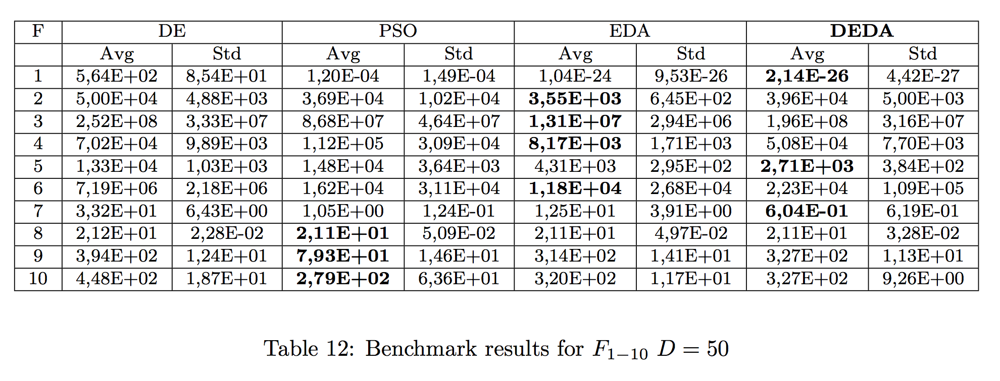 F DE PSO EDA DEDA
Avg Std Avg Std Avg Std Avg Std
1 5,64E+02 8,54E+01 1,20E-04 1,49E-04 1,04E-24 9,53E-26 2,14E-26 4,42E-27
2 5,00E+04 4,88E+03 3,69E+04 1,02E+04 3,55E+03 6,45E+02 3,96E+04 5,00E+03
3 2,52E+08 3,33E+07 8,68E+07 4,64E+07 1,31E+07 2,94E+06 1,96E+08 3,16E+07
4 7,02E+04 9,89E+03 1,12E+05 3,09E+04 8,17E+03 1,71E+03 5,08E+04 7,70E+03
5 1,33E+04 1,03E+03 1,48E+04 3,64E+03 4,31E+03 2,95E+02 2,71E+03 3,84E+02
6 7,19E+06 2,18E+06 1,62E+04 3,11E+04 1,18E+04 2,68E+04 2,23E+04 1,09E+05
7 3,32E+01 6,43E+00 1,05E+00 1,24E-01 1,25E+01 3,91E+00 6,04E-01 6,19E-01
8 2,12E+01 2,28E-02 2,11E+01 5,09E-02 2,11E+01 4,97E-02 2,11E+01 3,28E-02
9 3,94E+02 1,24E+01 7,93E+01 1,46E+01 3,14E+02 1,41E+01 3,27E+02 1,13E+01
10 4,48E+02 1,87E+01 2,79E+02 6,36E+01 3,20E+02 1,17E+01 3,27E+02 9,26E+00
Table 12: Benchmark results for F₁₋₁₀ D = 50